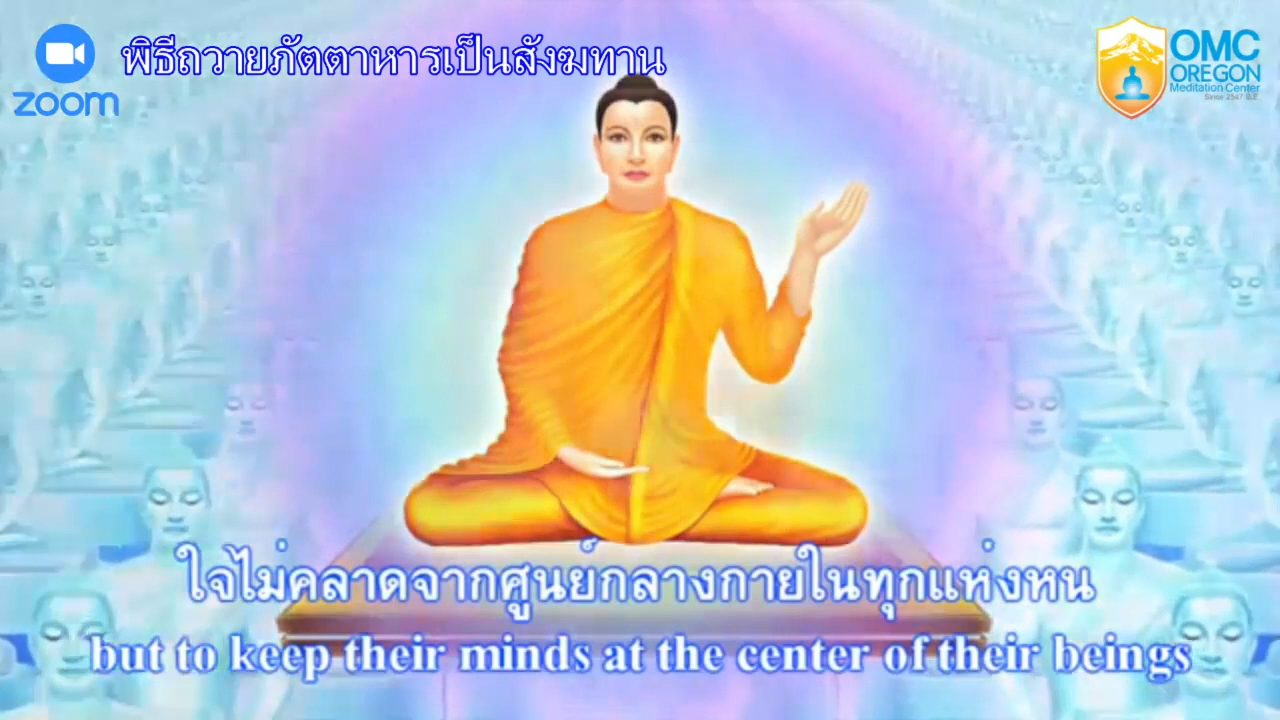 zoom
พิธีถวายภัตตาหารเป็นสังฆทาน
OMC
OREGON
Meditation Center
Since 2547 B.E.
ใจไม่คลาดจากศูนย์กลางกายในทุกแห่งหน
but to keep their minds at the center of their beings